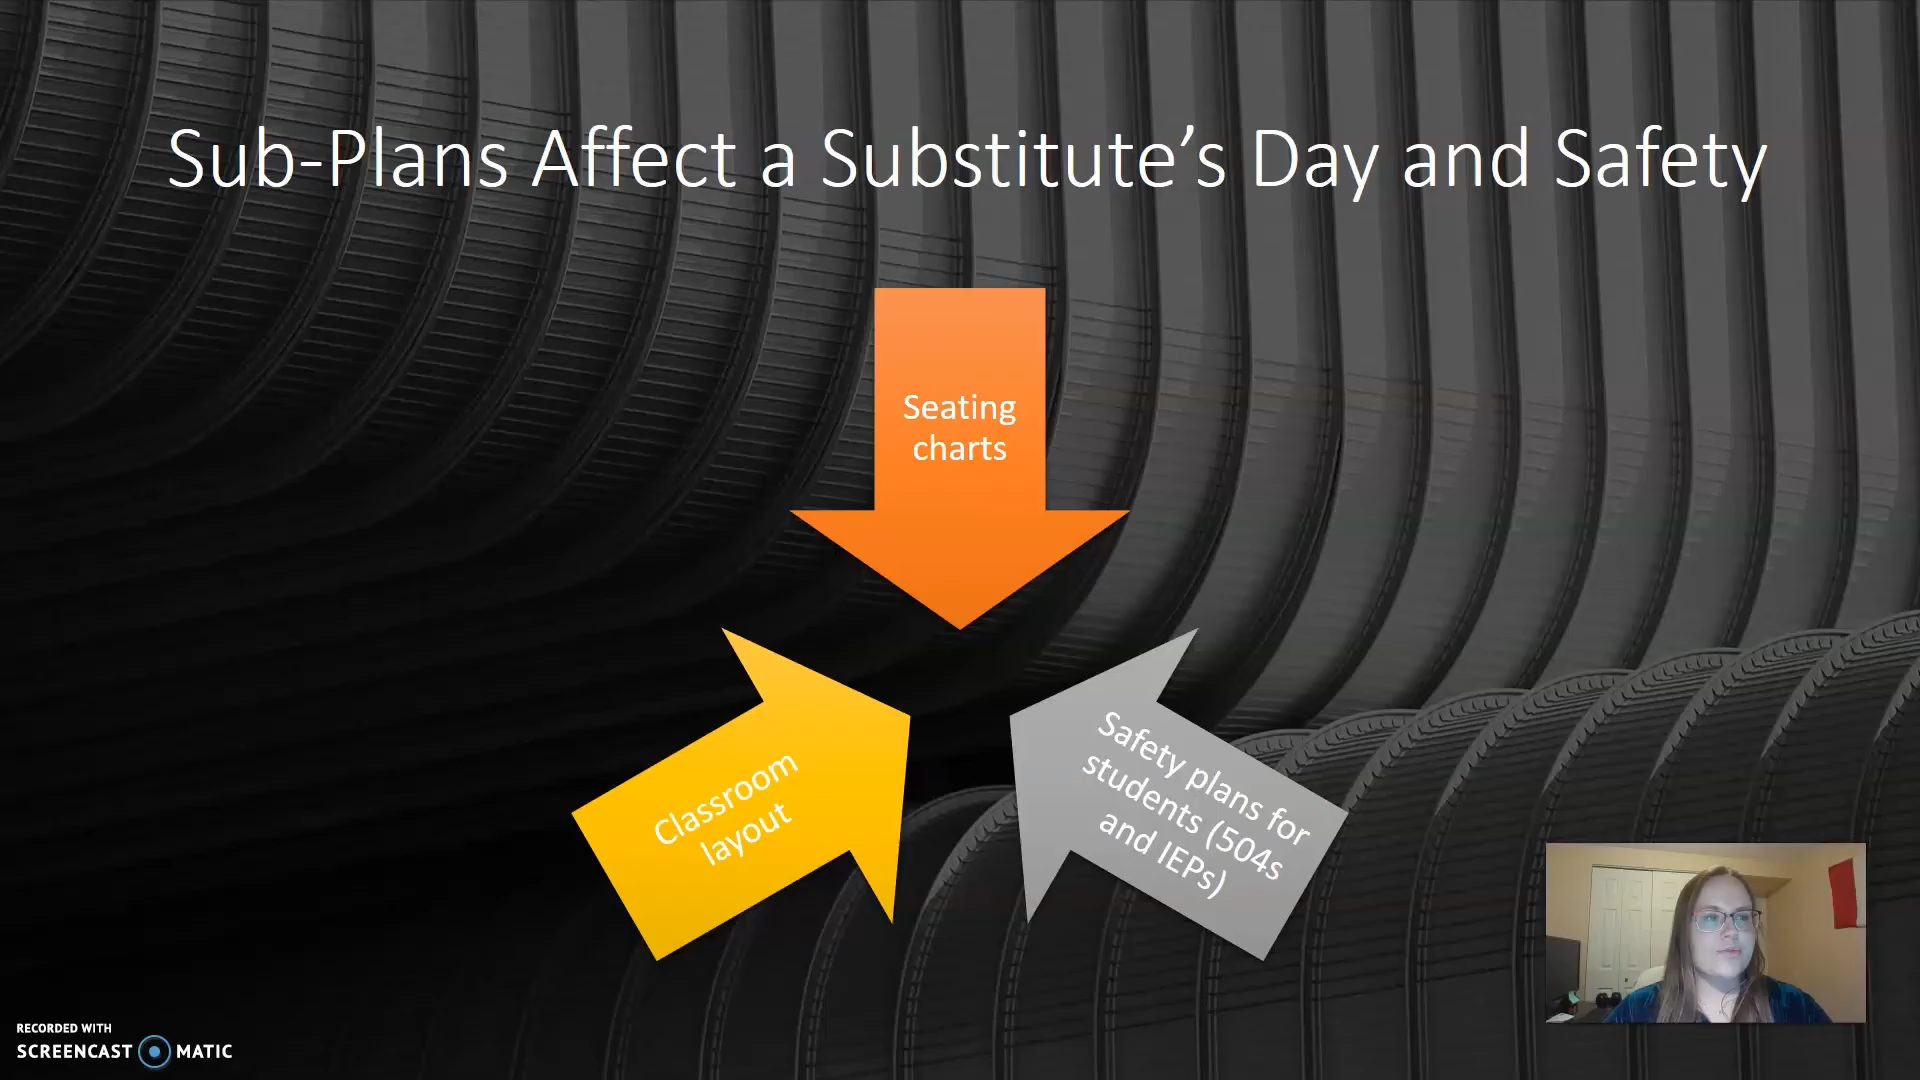 Sub-Plans Affect a Substitute’s Day and Safety
Seating
charts
Classroom
layout
Safety plans for
students (504s
and IEPs)
RECORDED WITH
SCREENCAST MATIC